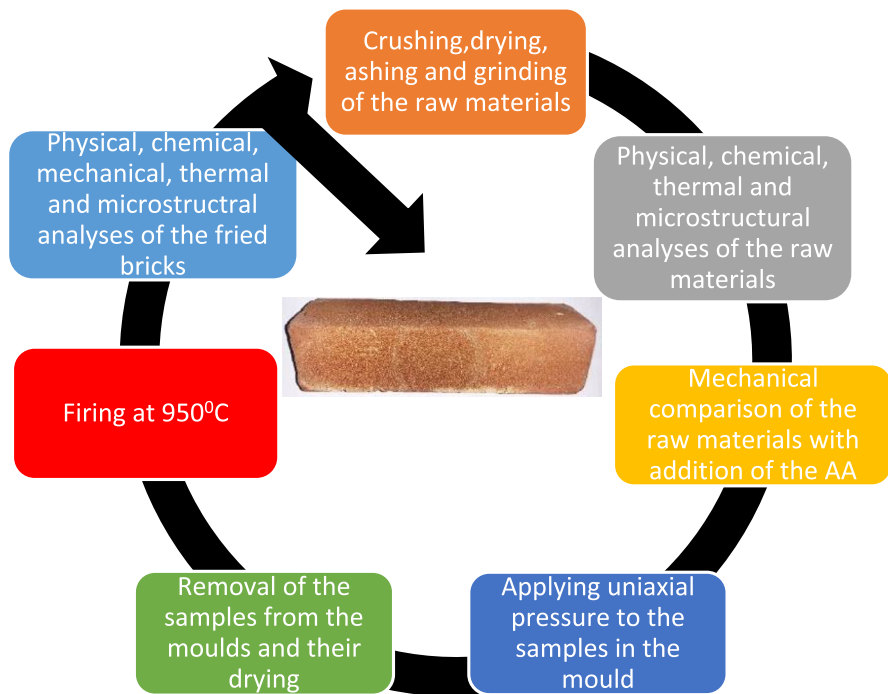 Crushing,drying,
ashing and grinding
of the raw materials
Physical, chemical,
thermal and
microstructural
analyses of the raw
materials
Mechanical
comparison of the
raw materials with
addition of the AA
Applying uniaxial
pressure to the
samples in the
mould
Removal of the
samples from the
moulds and their
drying
Firing at 950⁰C
Physical, chemical,
mechanical, thermal
and microstructral
analyses of the fried
bricks